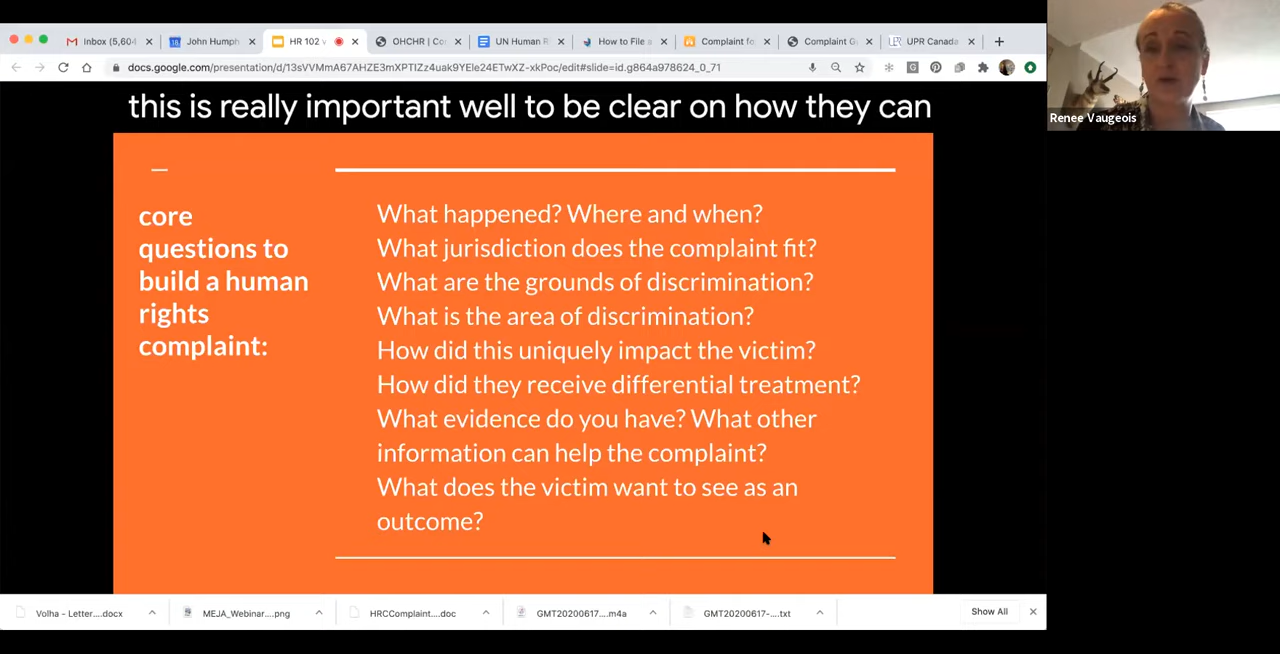 Inbox (5,604
John Humph
HR 102 v
OHCHR | Co
UN Human R
How to File a
Complaint fo
Complaint G
UPR Canada
docs.google.com/presentation/d/13sVVMmA67AHZE3mXPTIZz4uak9YEle24ETwXZ-xkPoc/edit#slide=id.g864a978624_0_71
Renee Vaugeois
this is really important well to be clear on how they can
core
questions to
build a human
rights
complaint:
What happened? Where and when?
What jurisdiction does the complaint fit?
What are the grounds of discrimination?
What is the area of discrimination?
How did this uniquely impact the victim?
How did they receive differential treatment?
What evidence do you have? What other
information can help the complaint?
What does the victim want to see as an
outcome?
Volha – Letter....docx
MEJA_Webinar....png
HRCComplaint....doc
GMT20200617....m4a
GMT20200617-....txt
Show All